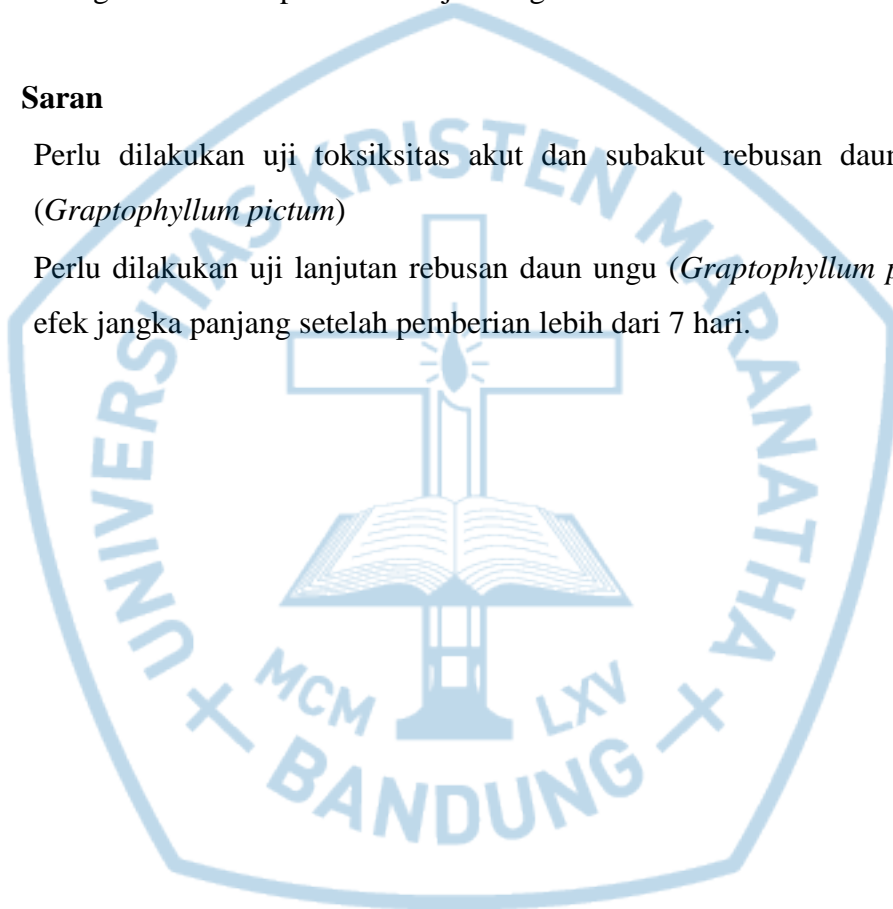 Saran
Perlu dilakukan uji toksiksitas akut dan subakut rebusan daun
(Graptophyllum pictum)
Perlu dilakukan uji lanjutan rebusan daun ungu (Graptophyllum p
efek jangka panjang setelah pemberian lebih dari 7 hari.
UNIVERSITAS KRISTEN MARANATHA
MCM LXV
BANDUNG